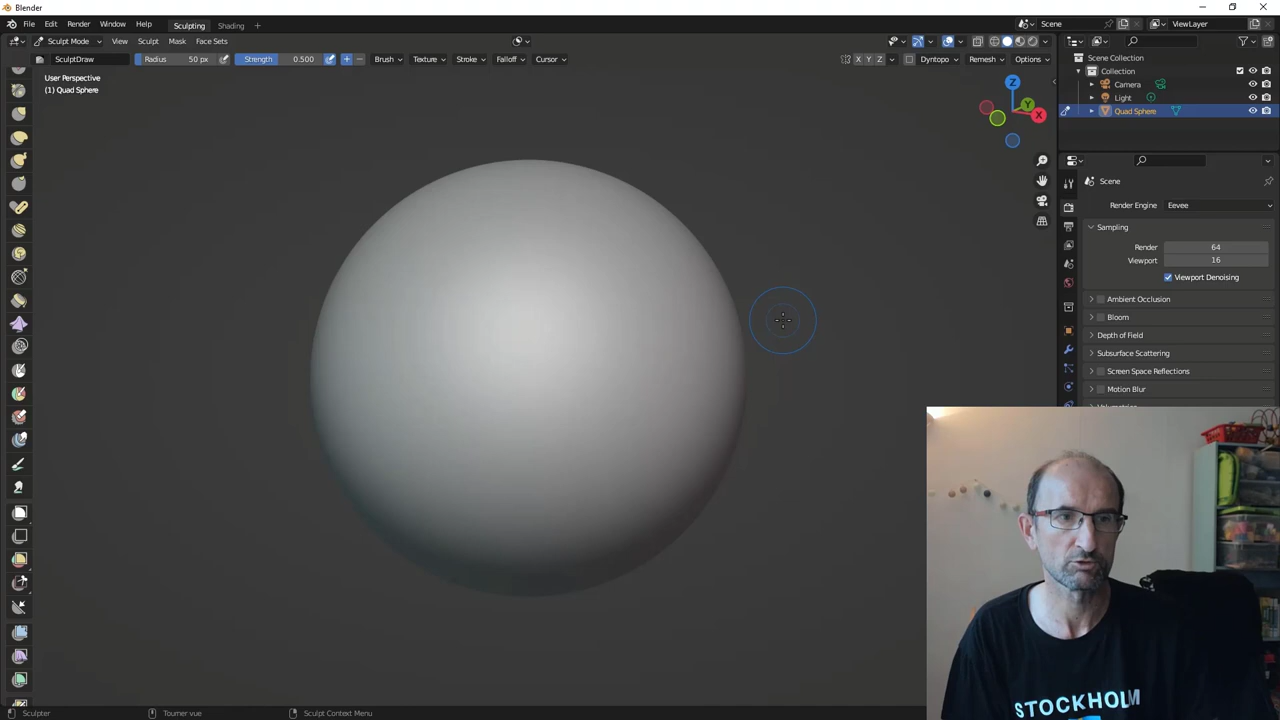 Blender
File Edit Render Window Help Sculpting Shading + Scene ViewLayer
Sculpt Mode View Sculpt Mask Face Sets
SculptDraw Radius 50 px Strength 0.500 Brush Texture Stroke Falloff Cursor X Y Z Dyntopo Remesh Options
User Perspective
(1) Quad Sphere
Z
Y
X
Scene Collection
Collection
Camera
Light
Quad Sphere
Scene
Render Engine Eevee
Sampling
Render 64
Viewport 16
Viewport Denoising
Ambient Occlusion
Bloom
Depth of Field
Subsurface Scattering
Screen Space Reflections
Motion Blur
STOCKHOLM
Sculpter Tourner vue Sculpt Context Menu